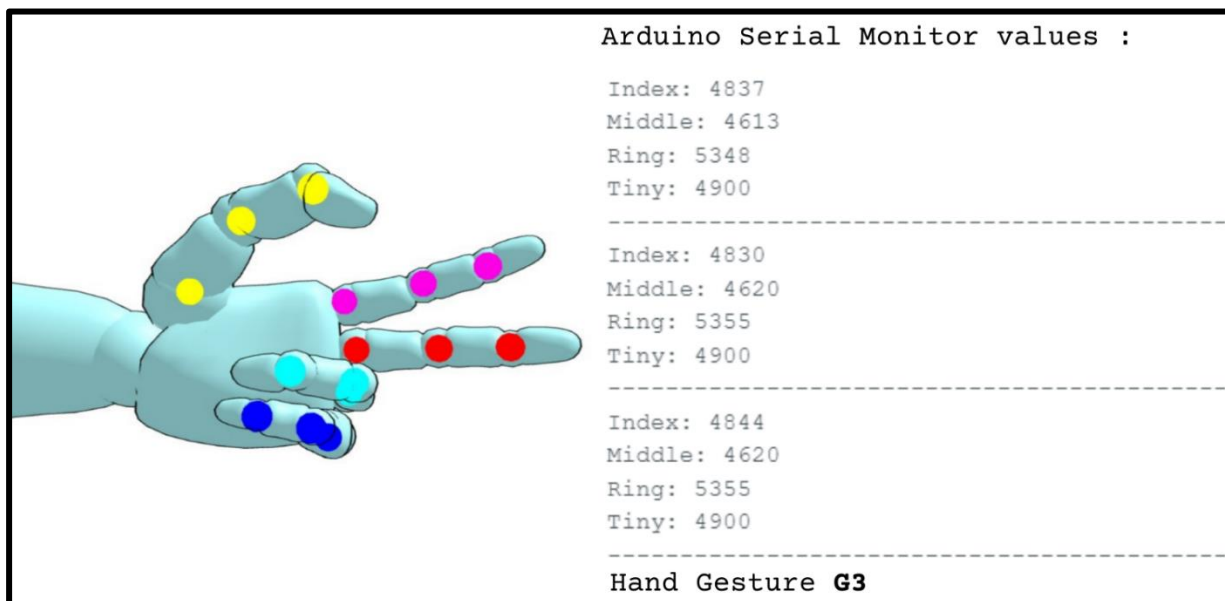 Arduino Serial Monitor values :
Index: 4837
Middle: 4613
Ring: 5348
Tiny: 4900
--------------------------------------------
Index: 4830
Middle: 4620
Ring: 5355
Tiny: 4900
--------------------------------------------
Index: 4844
Middle: 4620
Ring: 5355
Tiny: 4900
--------------------------------------------
Hand Gesture G3